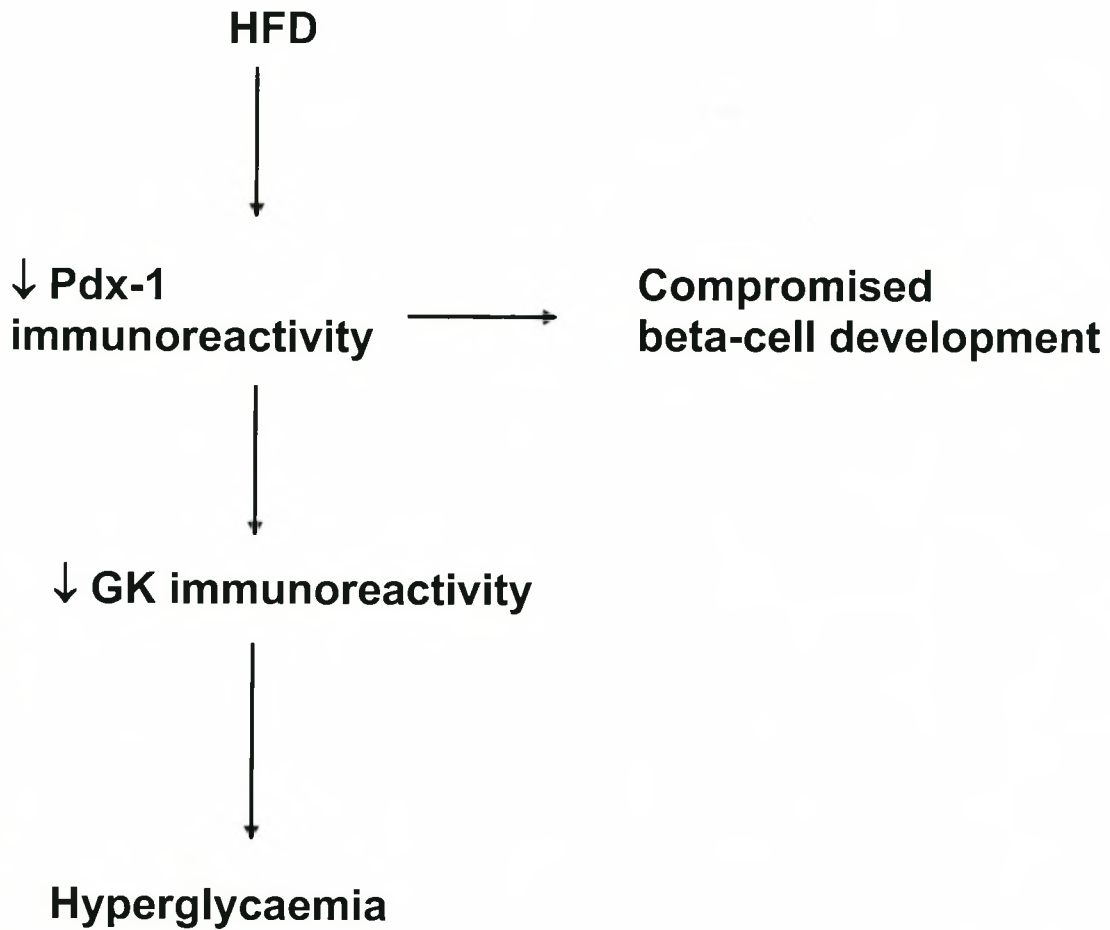 HFD
↓ Pdx-1
immunoreactivity
Compromised
beta-cell development
↓ GK immunoreactivity
Hyperglycaemia